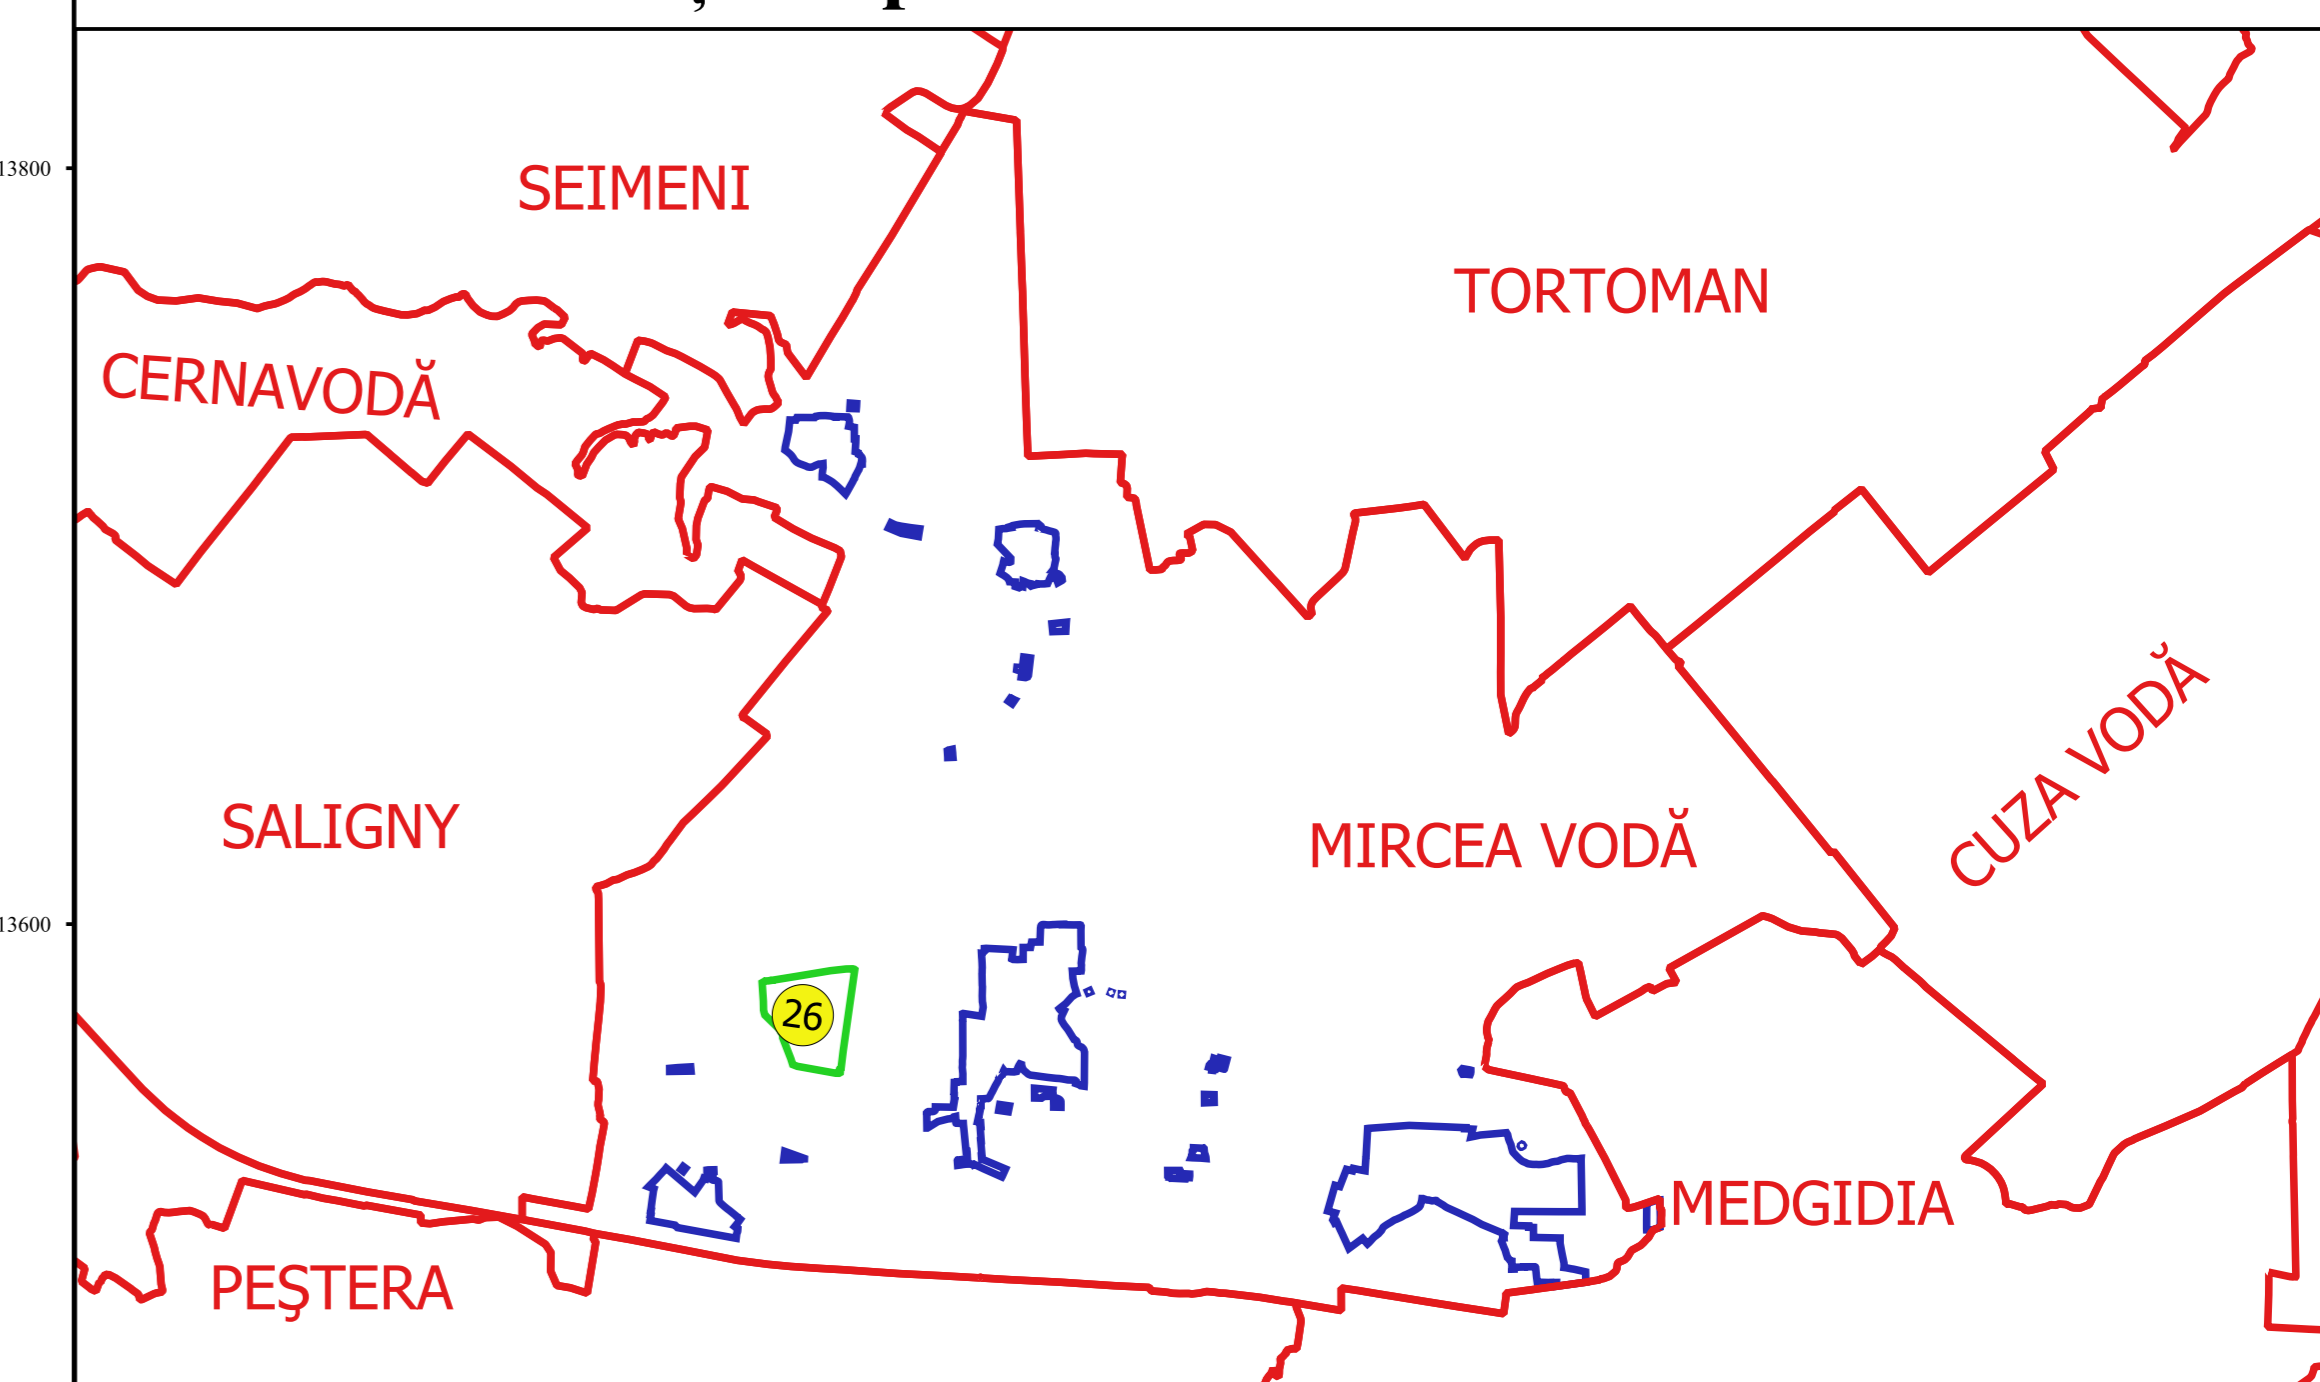 13800
SEIMENI
TORTOMAN
CERNAVODĂ
CUZA VODĂ
SALIGNY
MIRCEA VODĂ
13600
26
MEDGIDIA
PEŞTERA